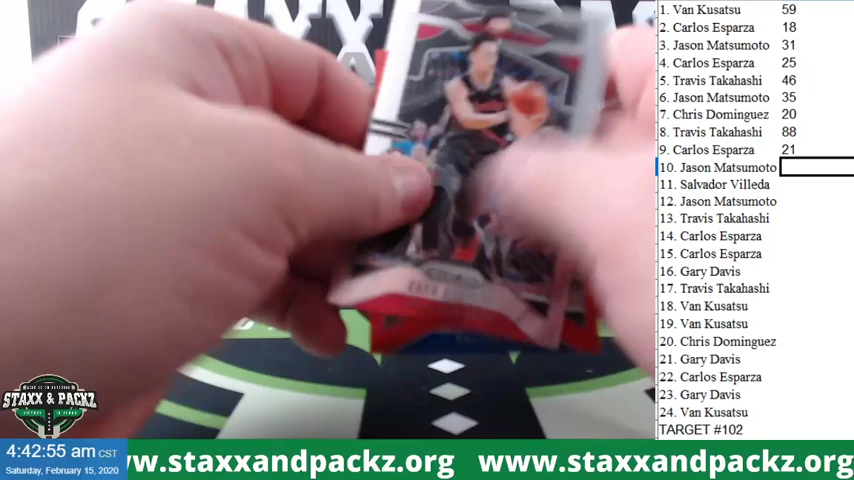 1. Van Kusatsu 59
2. Carlos Esparza 18
3. Jason Matsumoto 31
4. Carlos Esparza 25
5. Travis Takahashi 46
6. Jason Matsumoto 35
7. Chris Dominguez 20
8. Travis Takahashi 88
9. Carlos Esparza 21
10. Jason Matsumoto
11. Salvador Villeda
12. Jason Matsumoto
13. Travis Takahashi
14. Carlos Esparza
15. Carlos Esparza
16. Gary Davis
17. Travis Takahashi
18. Van Kusatsu
19. Van Kusatsu
20. Chris Dominguez
21. Gary Davis
22. Carlos Esparza
23. Gary Davis
24. Van Kusatsu
TARGET #102
STAXX & PACKZ
4:42:55 am CST
Saturday, February 15, 2020
ww.staxxandpackz.org www.staxxandpackz.org